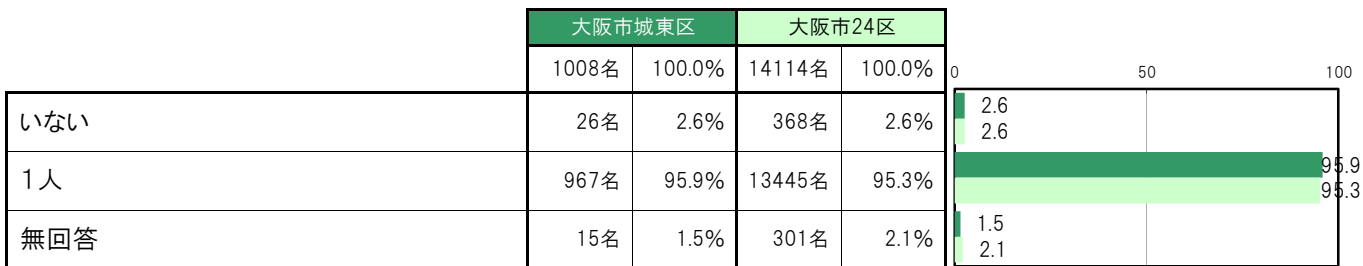 大阪市城東区 大阪市24区
1008名 100.0% 14114名 100.0% 0 50 100
いない 26名 2.6% 368名 2.6% 2.6
2.6
1人 967名 95.9% 13445名 95.3% 95.9
95.3
無回答 15名 1.5% 301名 2.1% 1.5
2.1